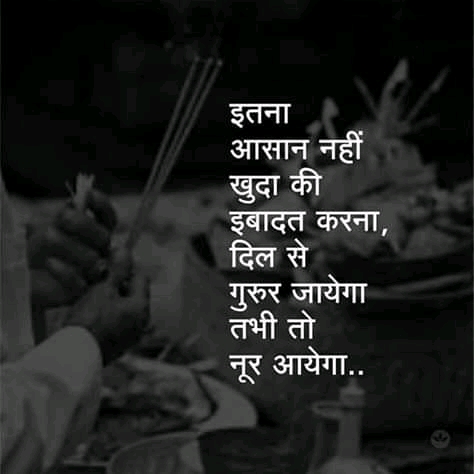 इतना
आसान नहीं
खुदा की
इबादत करना,
दिल से
गुरुर जायेगा
तभी तो
नूर आयेगा..